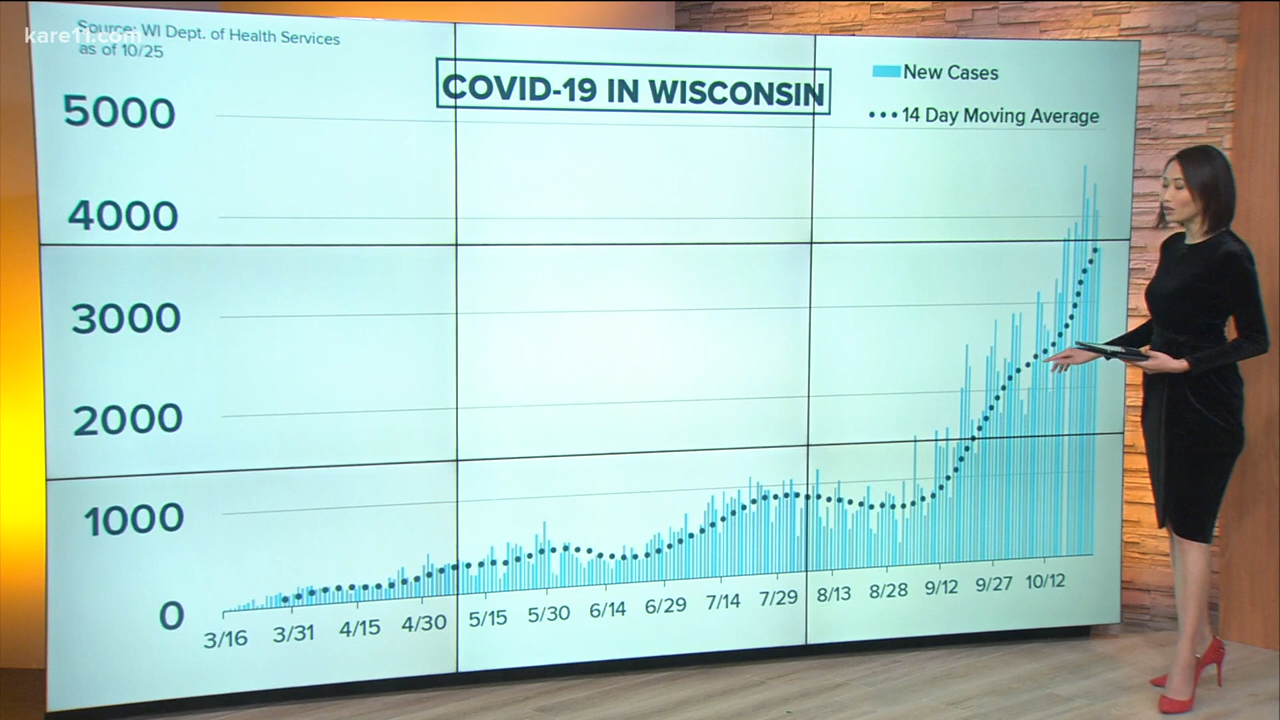 kare11.com
Source: WI Dept. of Health Services
as of 10/25
COVID-19 IN WISCONSIN
New Cases
14 Day Moving Average
5000
4000
3000
2000
1000
0
3/16 3/31 4/15 4/30 5/15 5/30 6/14 6/29 7/14 7/29 8/13 8/28 9/12 9/27 10/12